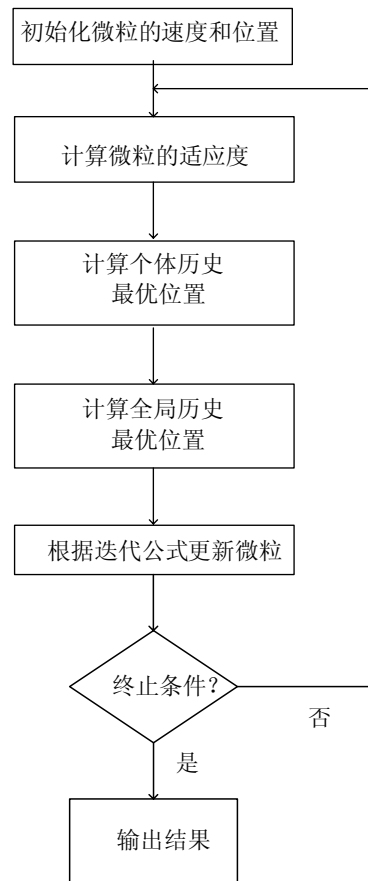 初始化微粒的速度和位置
计算微粒的适应度
计算个体历史
最优位置
计算全局历史
最优位置
根据迭代公式更新微粒
终止条件？
否
是
输出结果